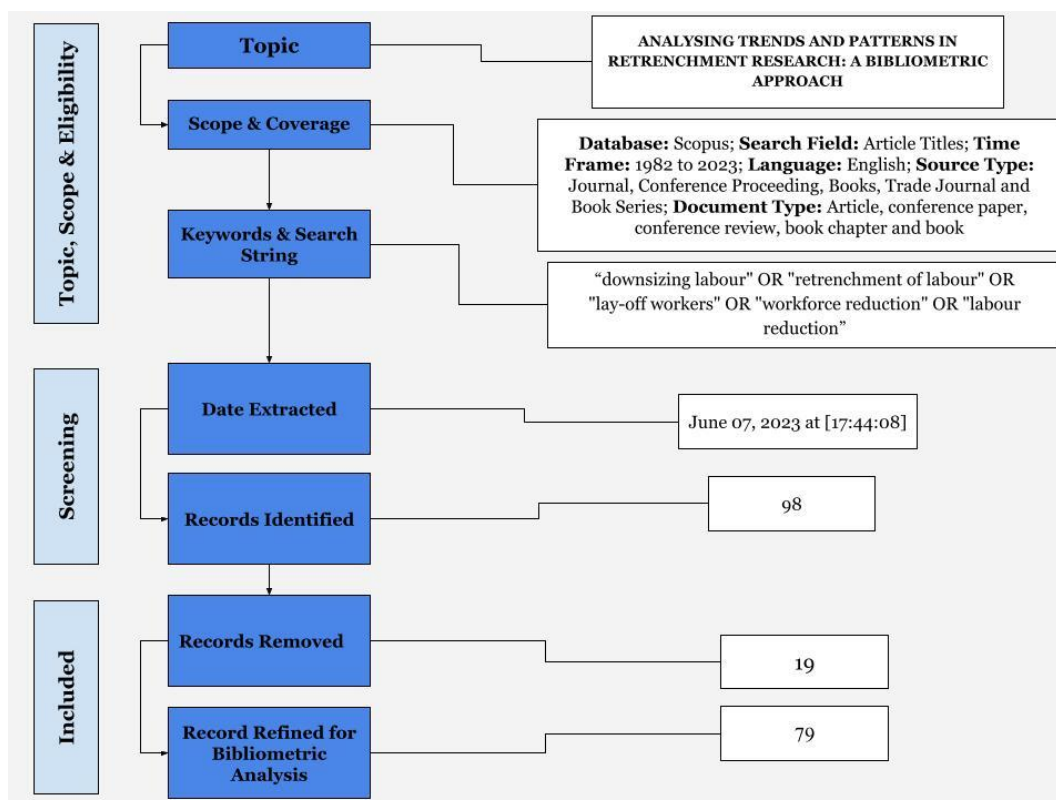 Topic, Scope & Eligibility
Topic
ANALYSING TRENDS AND PATTERNS IN
RETRENCHMENT RESEARCH: A BIBLIOMETRIC
APPROACH
Scope & Coverage
Database: Scopus; Search Field: Article Titles; Time
Frame: 1982 to 2023; Language: English; Source Type:
Journal, Conference Proceeding, Books, Trade Journal and
Book Series; Document Type: Article, conference paper,
conference review, book chapter and book
Keywords & Search
String
“downsizing labour" OR "retrenchment of labour" OR
"lay-off workers" OR "workforce reduction" OR "labour
reduction”
Screening
Date Extracted
June 07, 2023 at [17:44:08]
Records Identified
98
Included
Records Removed
19
Record Refined for
Bibliometric
Analysis
79